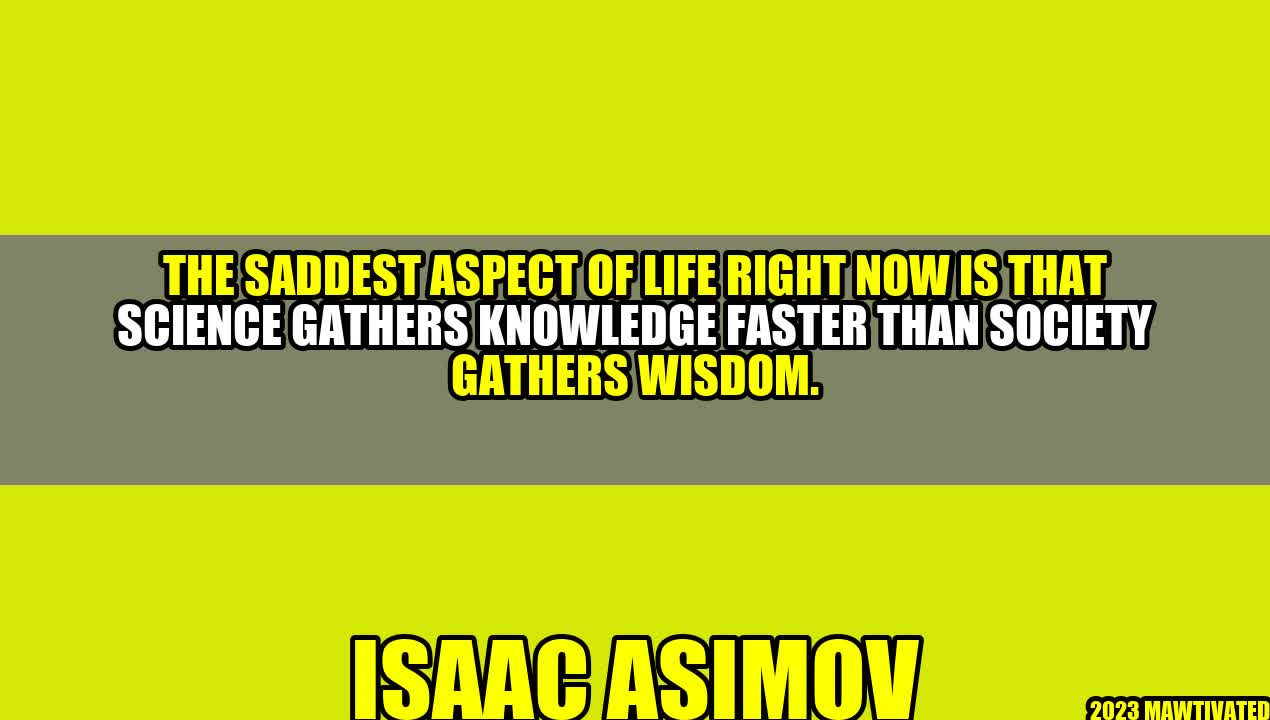 THE SADDEST ASPECT OF LIFE RIGHT NOW IS THAT
SCIENCE GATHERS KNOWLEDGE FASTER THAN SOCIETY
GATHERS WISDOM.
ISAAC ASIMOV
2023 MAWTIVATED